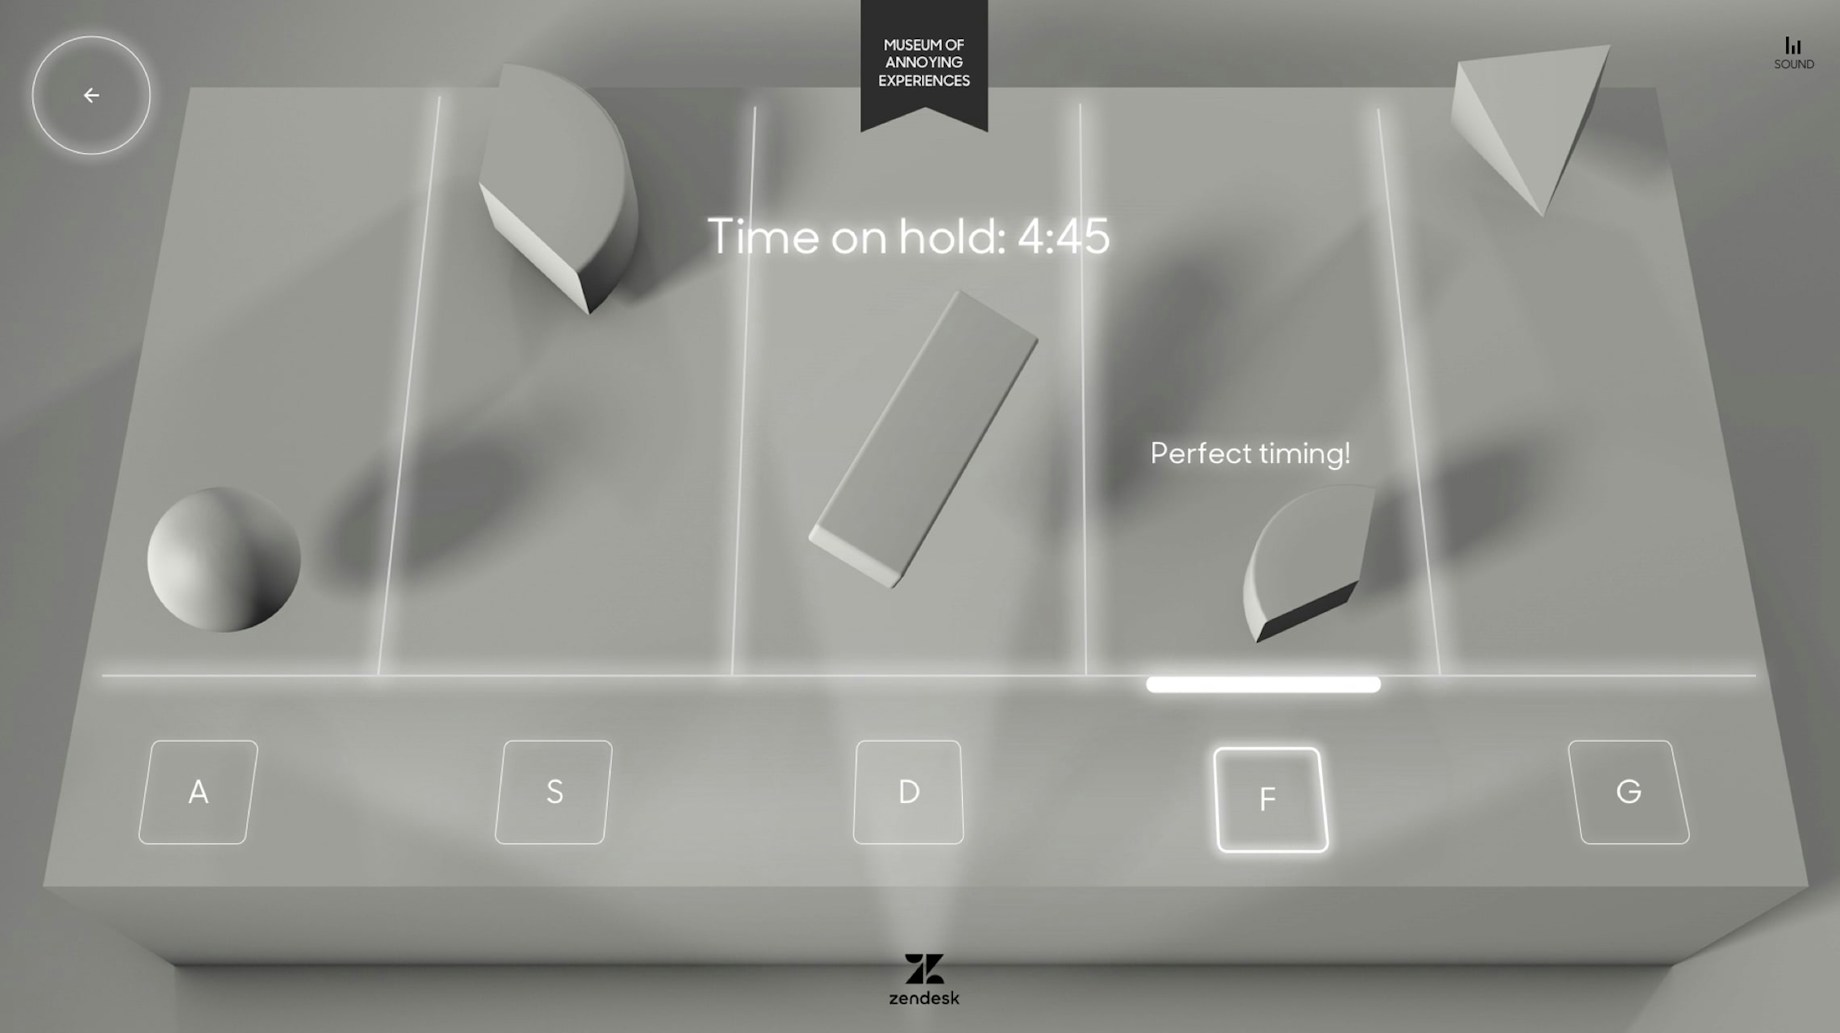 MUSEUM OF
ANNOYING
EXPERIENCES
SOUND
Time on hold: 4:45
Perfect timing!
A
S
D
F
G
zendesk